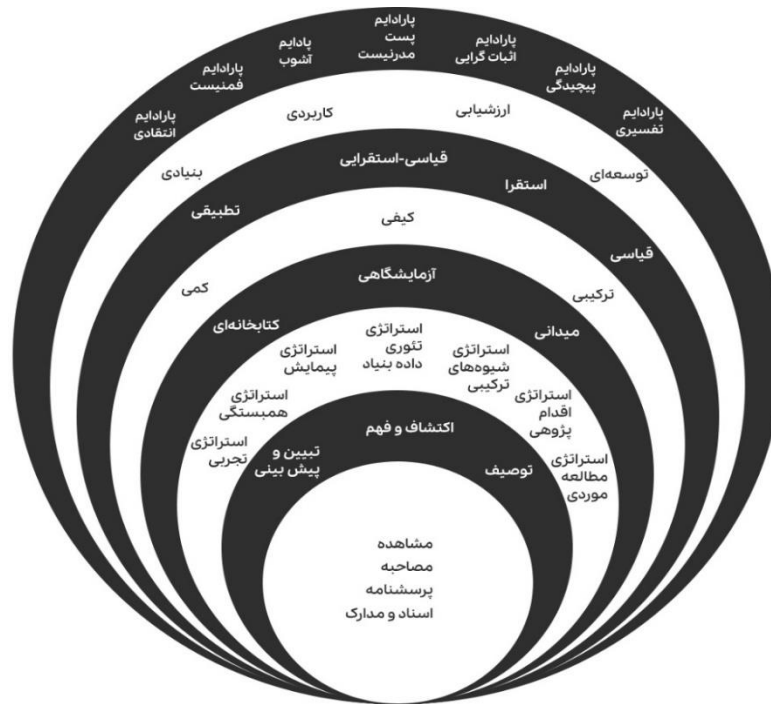 پارادایم
تفسیری
پارادایم
پیچیدگی
پارادایم
اثبات گرایی
پارادایم
پست
مدرنیست
پادایم
آشوب
پارادایم
فمنیست
پارادایم
انتقادی
توسعه‌ای
ارزشیابی
کاربردی
بنیادی
قیاسی
استقرا
قیاسی-استقرایی
تطبیقی
ترکیبی
کیفی
کمی
میدانی
آزمایشگاهی
کتابخانه‌ای
استراتژی
مطالعه
موردی
استراتژی
اقدام
پژوهی
استراتژی
شیوه‌های
ترکیبی
استراتژی
تئوری
داده بنیاد
استراتژی
پیمایش
استراتژی
همبستگی
استراتژی
تجربی
توصیف
اکتشاف و فهم
تبیین و
پیش بینی
مشاهده
مصاحبه
پرسشنامه
اسناد و مدارک